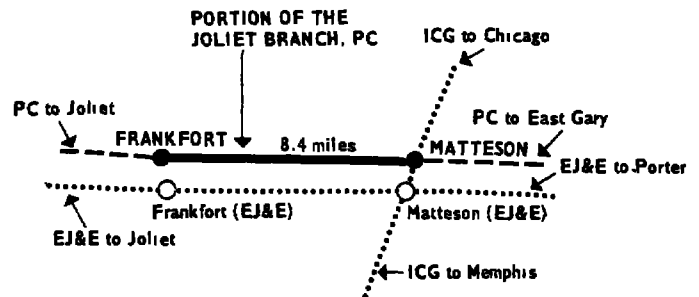 PORTION OF THE
JOLIET BRANCH, PC
ICG to Chicago
PC to Joliet
PC to East Gary
FRANKFORT
8.4 miles
MATTESON
EJ&E to Porter
Frankfort (EJ&E)
Matteson (EJ&E)
EJ&E to Joliet
ICG to Memphis